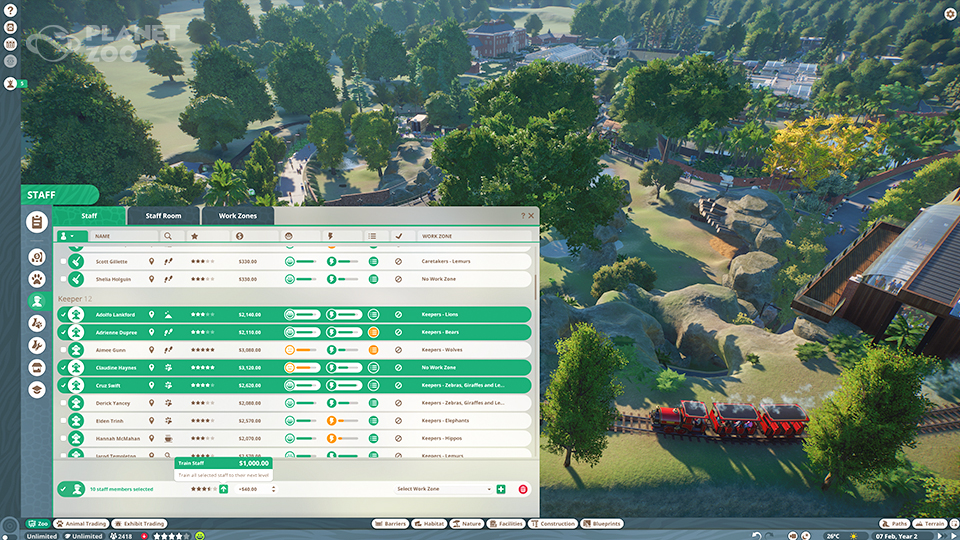 PLANET ZOO
STAFF
Staff Staff Room Work Zones
NAME WORK ZONE
Scott Gillette $330.00 Caretakers - Lemurs
Shelia Holguin $330.00 No Work Zone
Keeper 12
Adolfo Lankford $2,140.00 Keepers - Lions
Adrienne Dupree $2,110.00 Keepers - Bears
Aimee Gunn $3,060.00 Keepers - Wolves
Claudine Haynes $3,120.00 No Work Zone
Cruz Swift $2,620.00 Keepers - Zebras, Giraffes and Le...
Derick Yancey $2,080.00 Keepers - Zebras, Giraffes and Le...
Eiden Trinh $2,570.00 Keepers - Elephants
Hannah McMahan $2,070.00 Keepers - Hippos
Keepers - Lemurs
Train Staff $1,000.00
Train all selected staff to their next level
10 staff members selected +$40.00 Select Work Zone
Zoo Animal Trading Exhibit Trading Barriers Habitat Nature Facilities Construction Blueprints Paths Terrain
Unlimited Unlimited 2418 26°C 07 Feb, Year 2